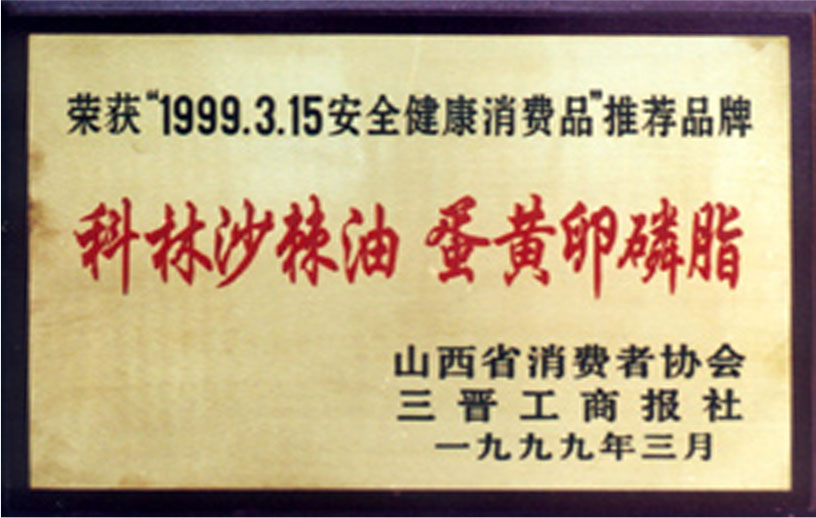 荣获“1999.3.15安全健康消费品”推荐品牌
科林沙棘油 蛋黄卵磷脂
山西省消费者协会
三晋工商报社
一九九九年三月